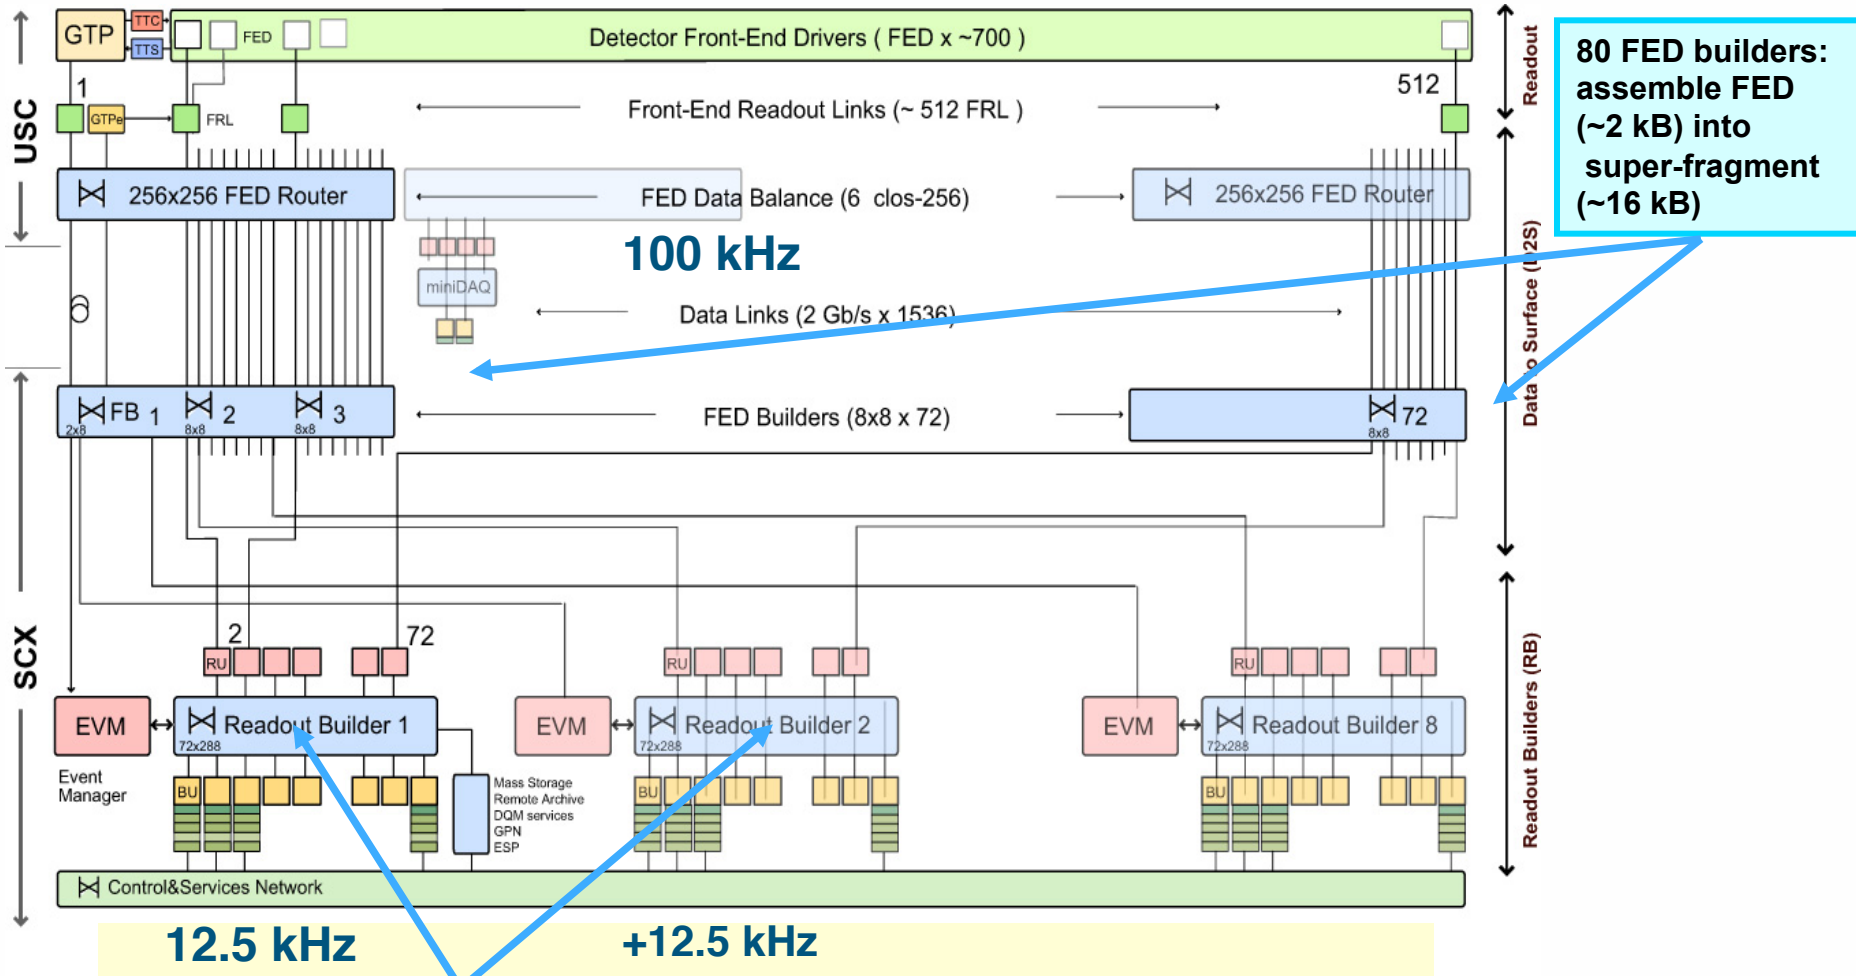 GTP
TTC
TTS
FED
Detector Front-End Drivers ( FED x ~700 )
1
512
GTPe
FRL
Front-End Readout Links (~ 512 FRL )
USC
Readout
80 FED builders:
assemble FED
(~2 kB) into
super-fragment
(~16 kB)
256x256 FED Router
FED Data Balance (6 clos-256)
256x256 FED Router
100 kHz
miniDAQ
Data Links (2 Gb/s x 1536)
Data to Surface (D2S)
FB 1
2x8
2
8x8
3
8x8
FED Builders (8x8 x 72)
72
8x8
SCX
2
72
RU
RU
RU
EVM
Readout Builder 1
72x288
EVM
Readout Builder 2
72x288
EVM
Readout Builder 8
72x288
Readout Builders (RB)
Event
Manager
BU
Mass Storage
Remote Archive
DQM services
GPN
ESP
BU
BU
Control&Services Network
12.5 kHz
+12.5 kHz